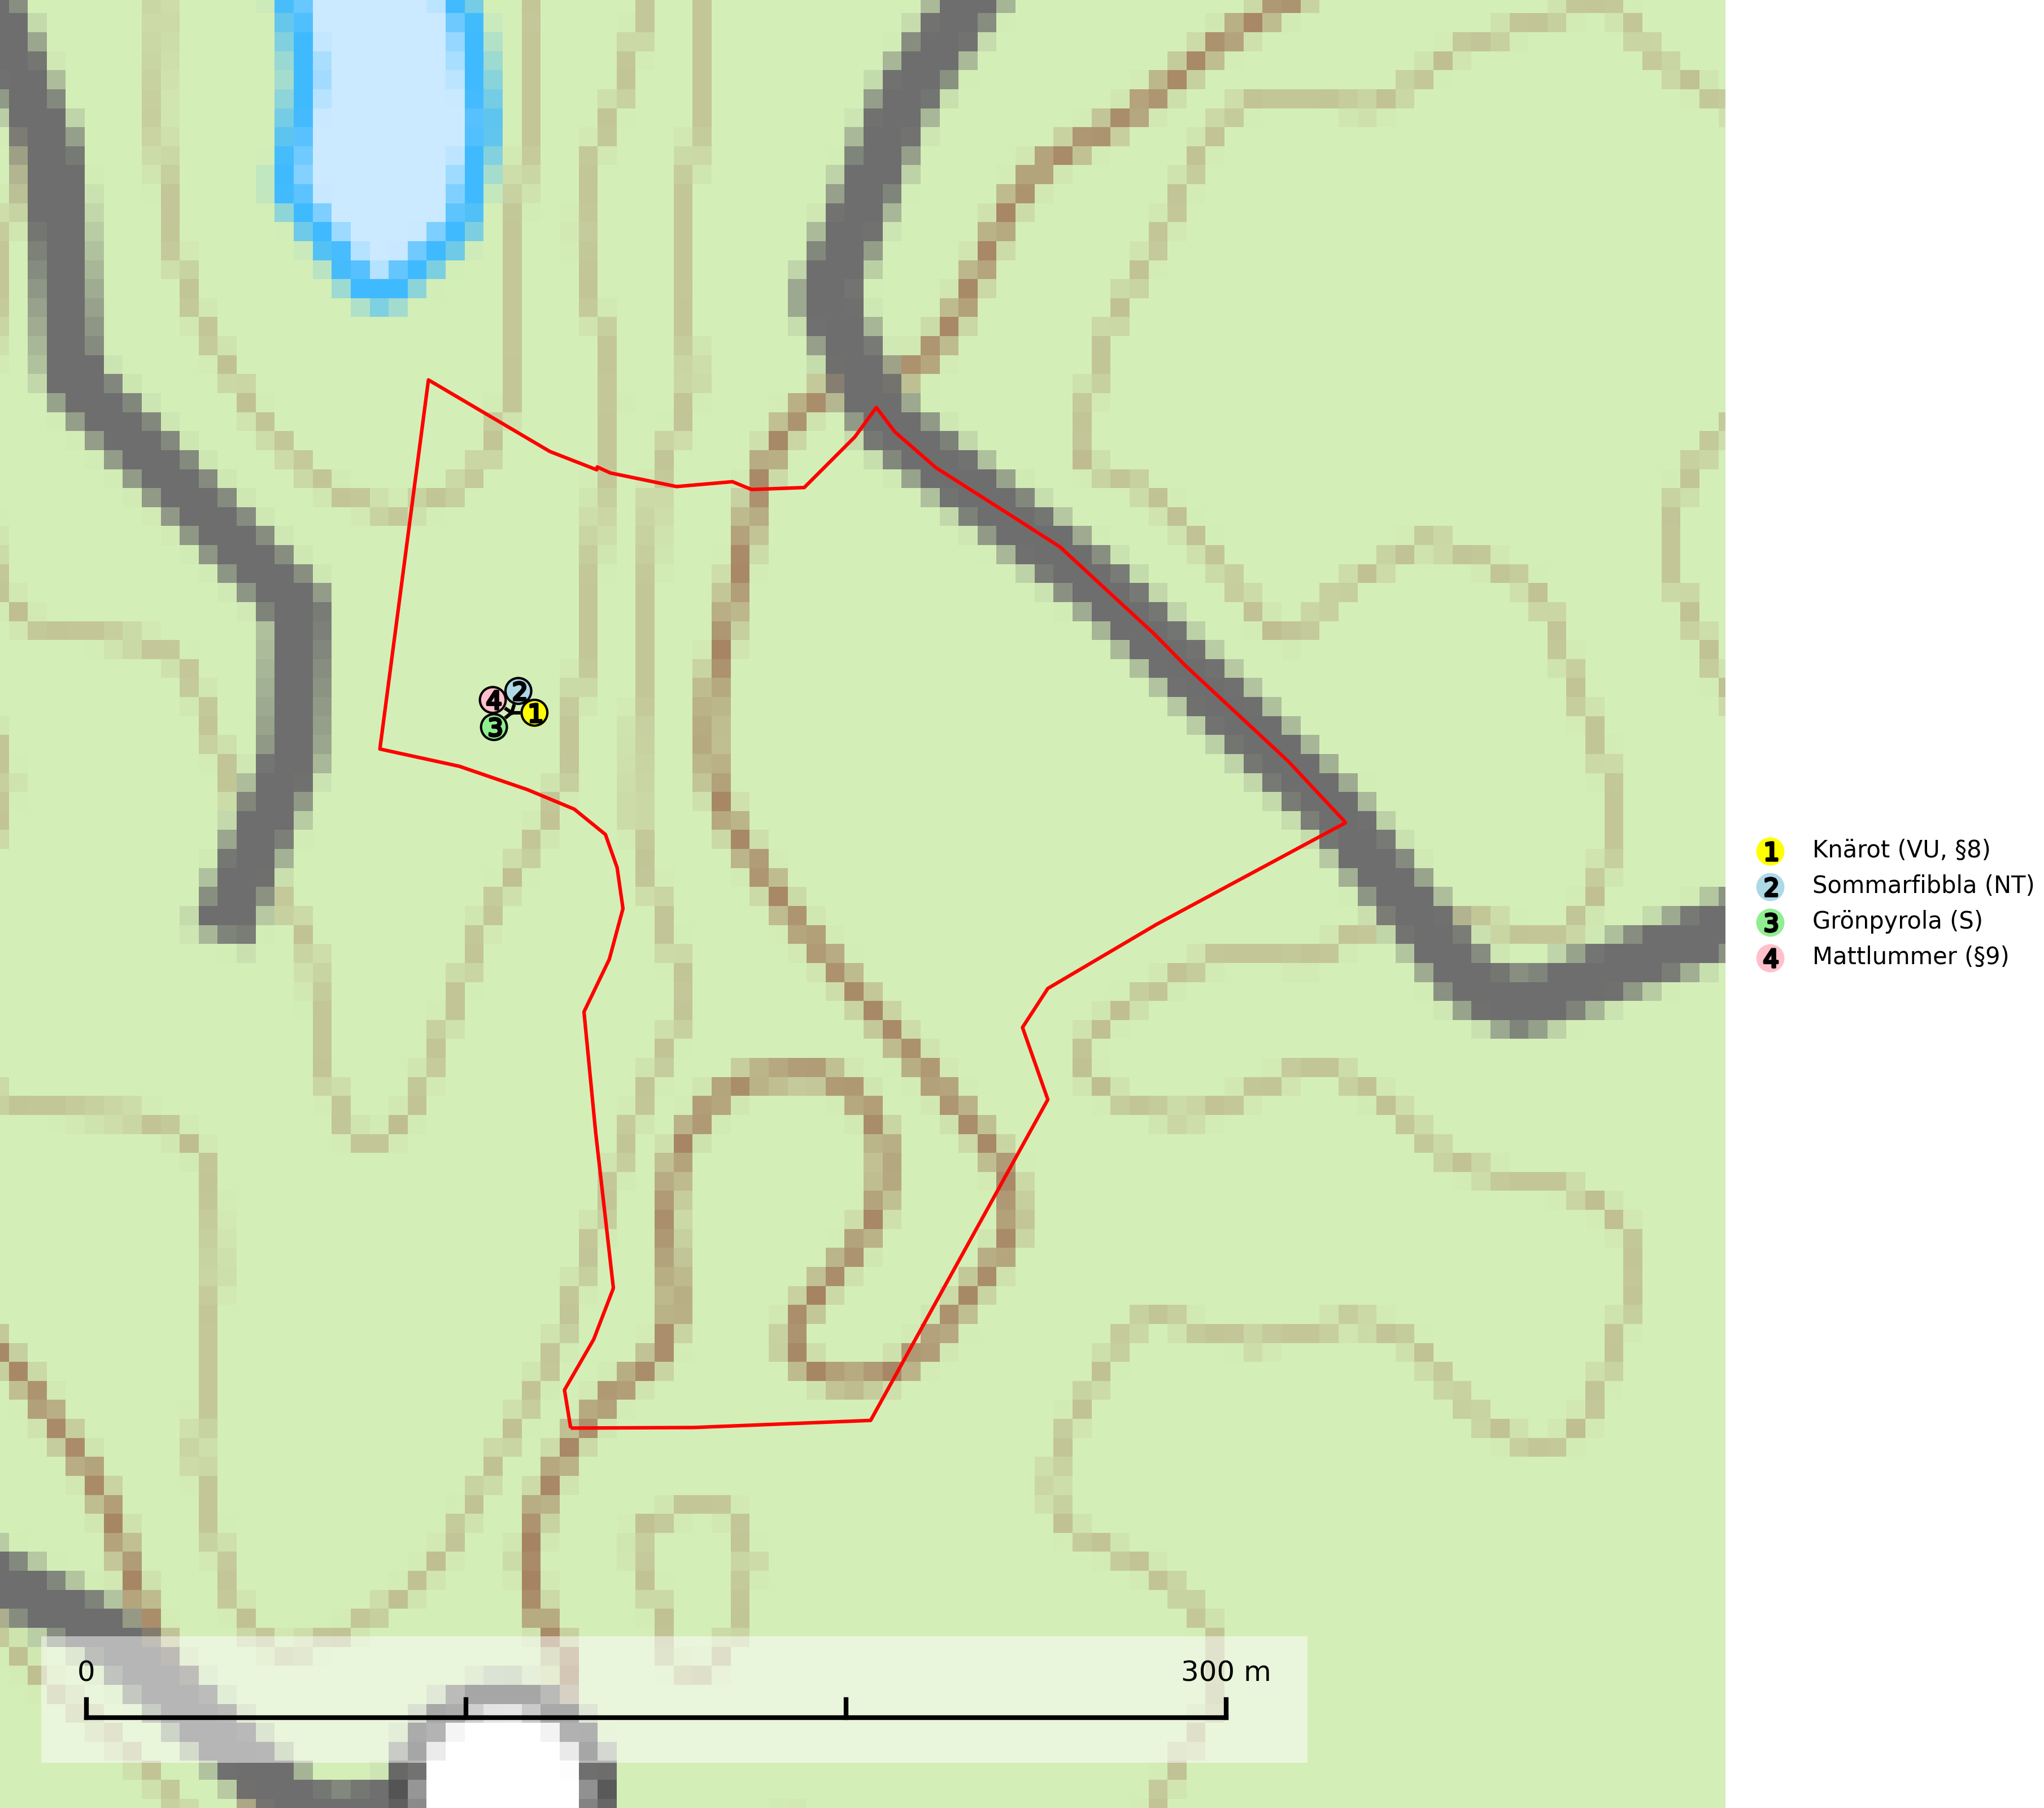 4
2
1
3
1 Knärot (VU, §8)
2 Sommarfibbla (NT)
3 Grönpyrola (S)
4 Mattlummer (§9)
0 300 m